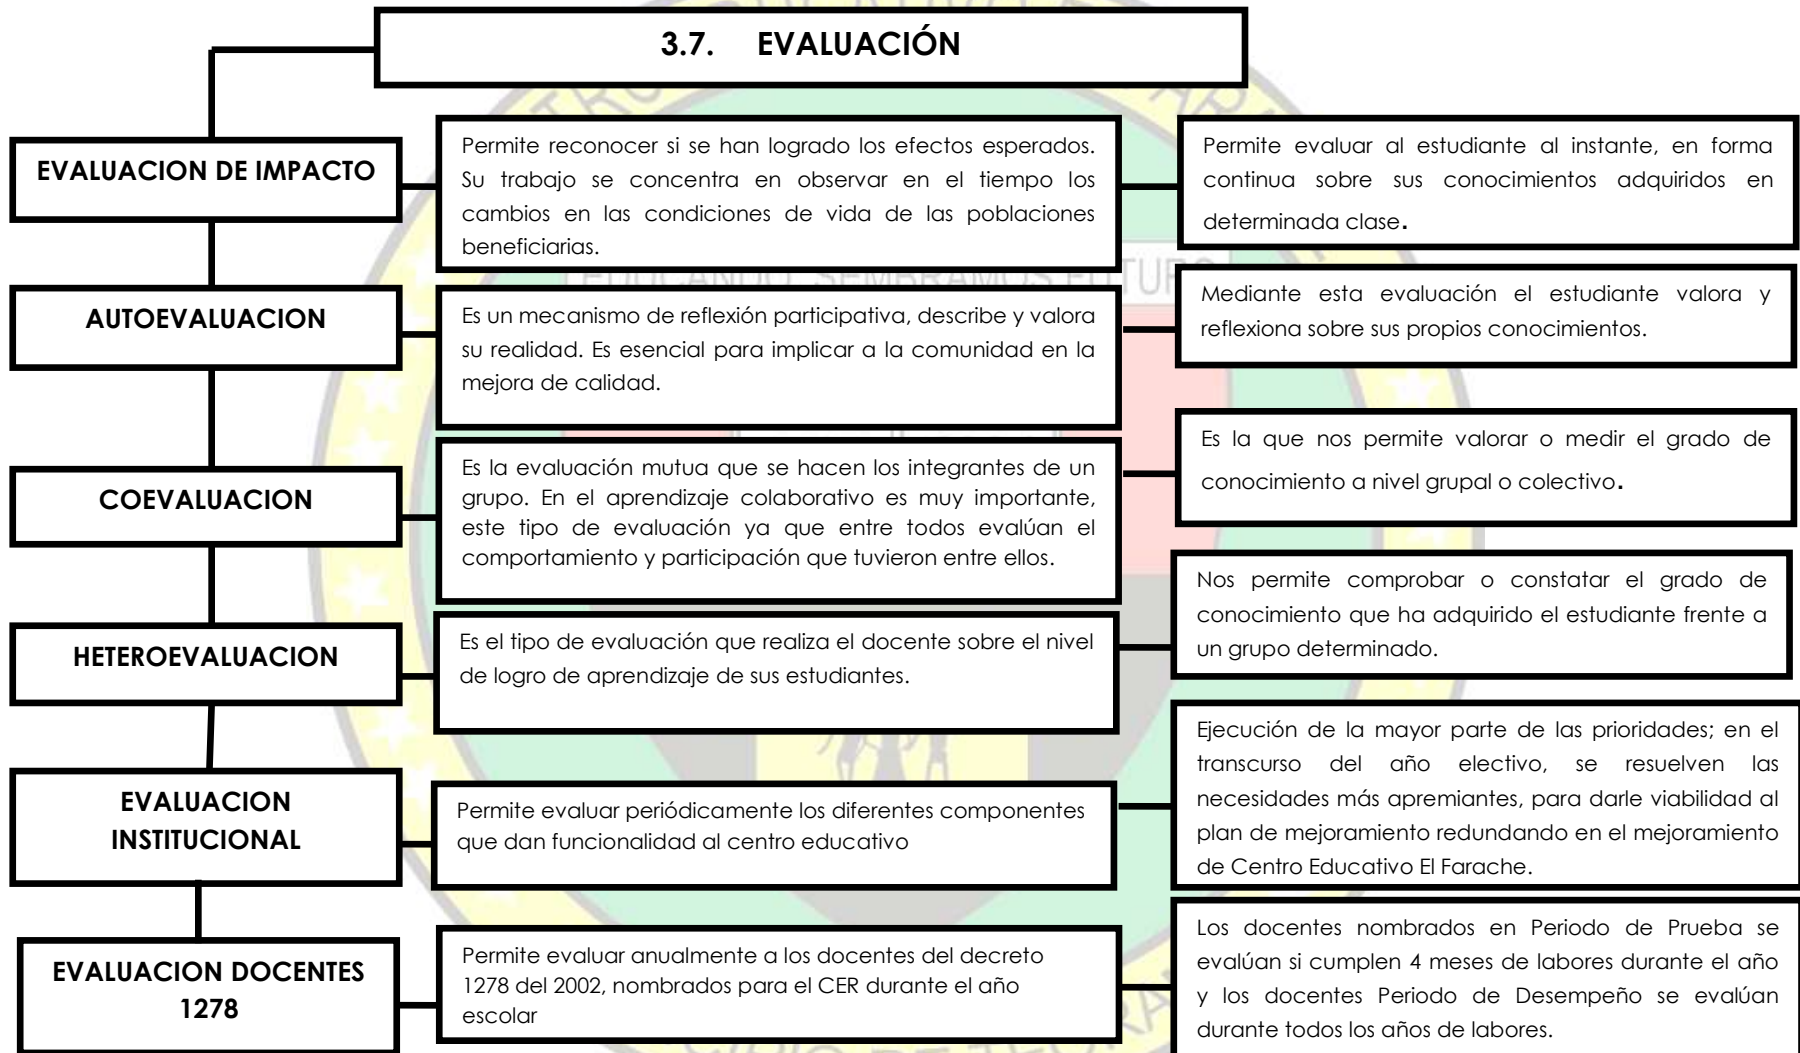 3.7. EVALUACIÓN
EVALUACION DE IMPACTO
Permite reconocer si se han logrado los efectos esperados.
Su trabajo se concentra en observar en el tiempo los
cambios en las condiciones de vida de las poblaciones
beneficiarias.
Permite evaluar al estudiante al instante, en forma
continua sobre sus conocimientos adquiridos en
determinada clase.
EDUCANDO SEMBRAMOS FUTURO
AUTOEVALUACION
Es un mecanismo de reflexión participativa, describe y valora
su realidad. Es esencial para implicar a la comunidad en la
mejora de calidad.
Mediante esta evaluación el estudiante valora y
reflexiona sobre sus propios conocimientos.
COEVALUACION
Es la evaluación mutua que se hacen los integrantes de un
grupo. En el aprendizaje colaborativo es muy importante,
este tipo de evaluación ya que entre todos evalúan el
comportamiento y participación que tuvieron entre ellos.
Es la que nos permite valorar o medir el grado de
conocimiento a nivel grupal o colectivo.
HETEROEVALUACION
Es el tipo de evaluación que realiza el docente sobre el nivel
de logro de aprendizaje de sus estudiantes.
Nos permite comprobar o constatar el grado de
conocimiento que ha adquirido el estudiante frente a
un grupo determinado.
EVALUACION
INSTITUCIONAL
Permite evaluar periódicamente los diferentes componentes
que dan funcionalidad al centro educativo
Ejecución de la mayor parte de las prioridades; en el
transcurso del año electivo, se resuelven las
necesidades más apremiantes, para darle viabilidad al
plan de mejoramiento redundando en el mejoramiento
de Centro Educativo El Farache.
EVALUACION DOCENTES
1278
Permite evaluar anualmente a los docentes del decreto
1278 del 2002, nombrados para el CER durante el año
escolar
Los docentes nombrados en Periodo de Prueba se
evalúan si cumplen 4 meses de labores durante el año
y los docentes Periodo de Desempeño se evalúan
durante todos los años de labores.